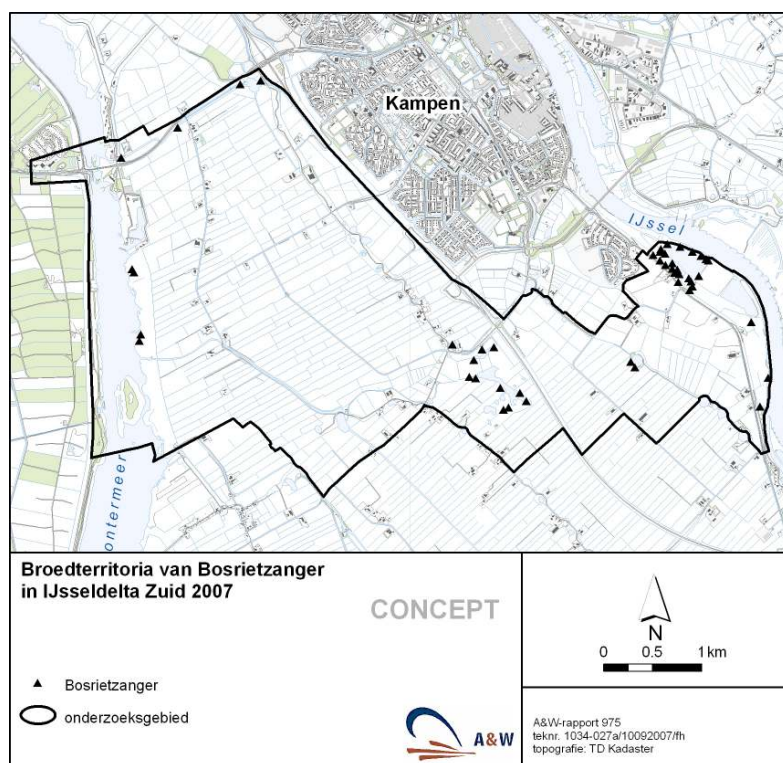 Kampen
IJssel
ontermeer
Broedterritoria van Bosrietzanger
in IJsseldelta Zuid 2007
CONCEPT
Bosrietzanger
onderzoeksgebied
A&W
N
0 0.5 1 km
A&W-rapport 975
teknr. 1034-027a/10092007/fh
topografie: TD Kadaster